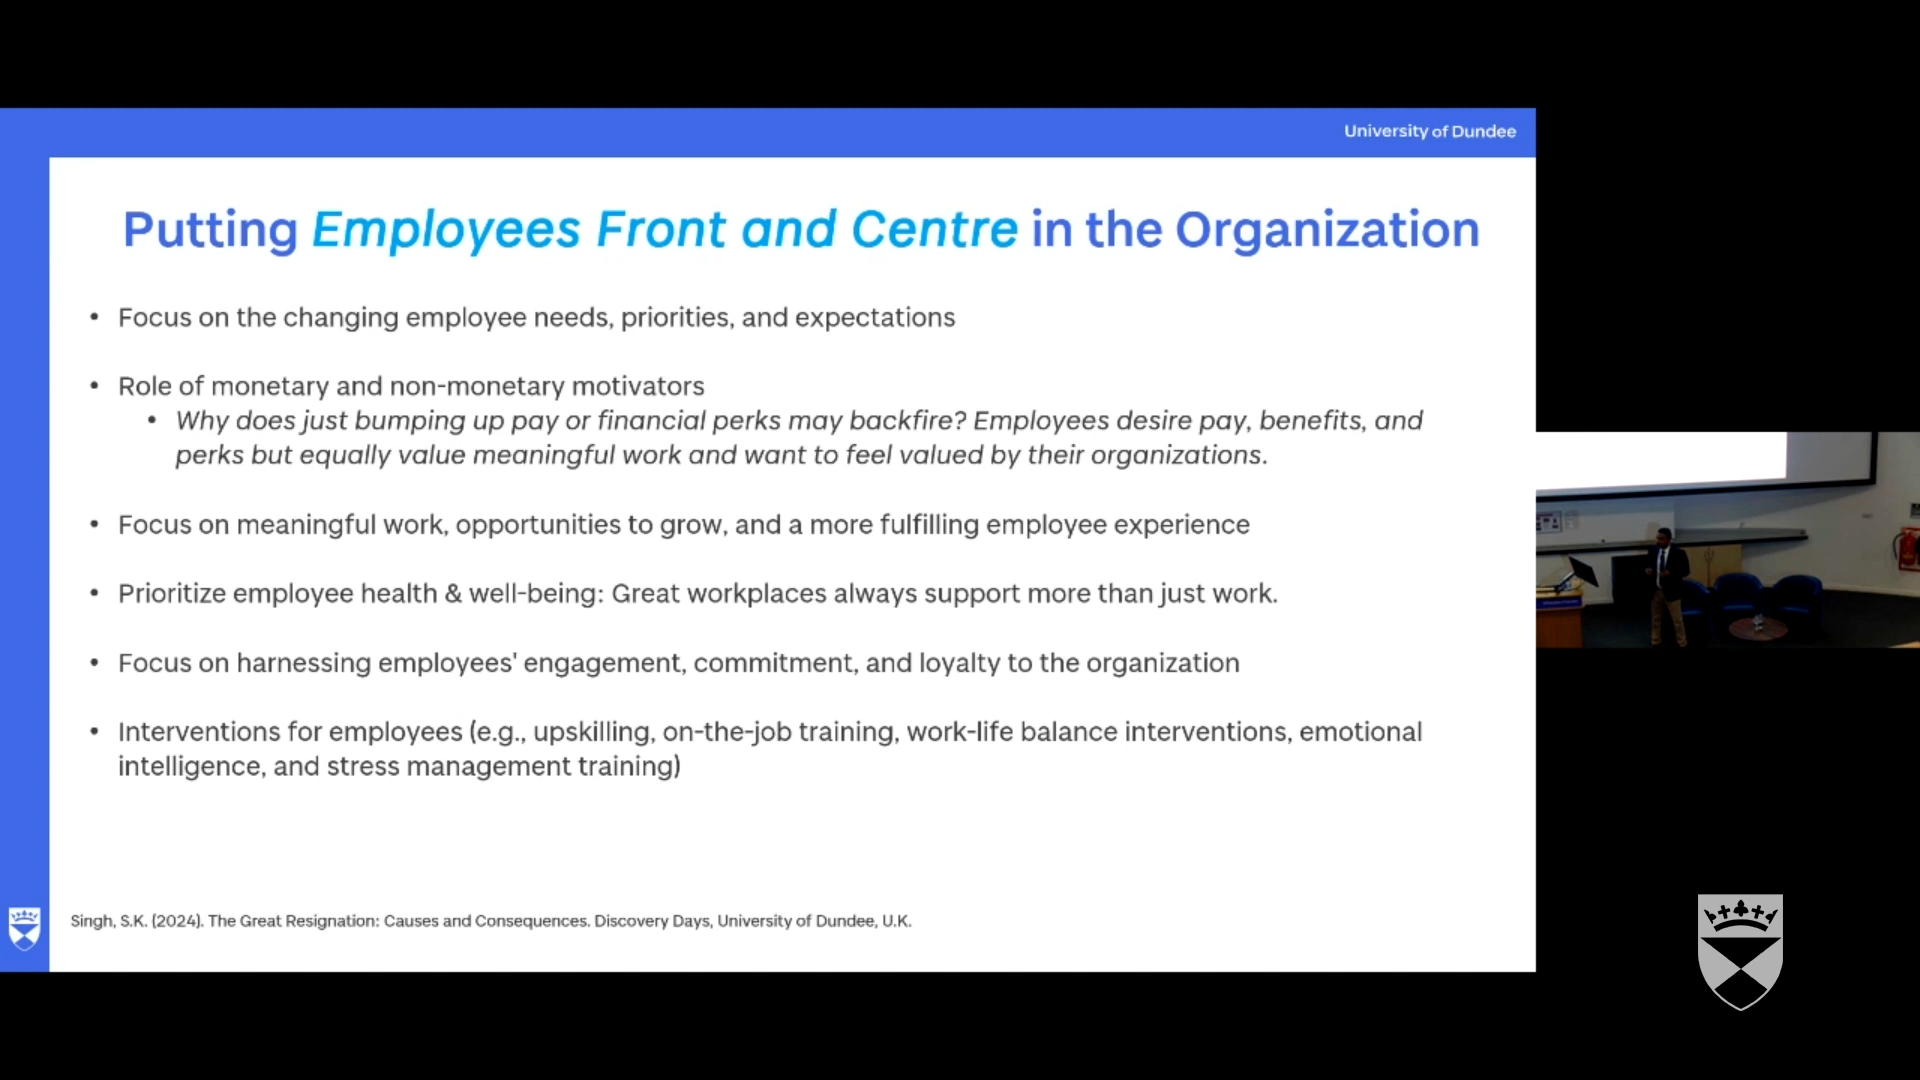 University of Dundee
Putting Employees Front and Centre in the Organization
• Focus on the changing employee needs, priorities, and expectations
• Role of monetary and non-monetary motivators
• Why does just bumping up pay or financial perks may backfire? Employees desire pay, benefits, and
perks but equally value meaningful work and want to feel valued by their organizations.
• Focus on meaningful work, opportunities to grow, and a more fulfilling employee experience
• Prioritize employee health & well-being: Great workplaces always support more than just work.
• Focus on harnessing employees' engagement, commitment, and loyalty to the organization
• Interventions for employees (e.g., upskilling, on-the-job training, work-life balance interventions, emotional
intelligence, and stress management training)
Singh, S.K. (2024). The Great Resignation: Causes and Consequences. Discovery Days, University of Dundee, U.K.